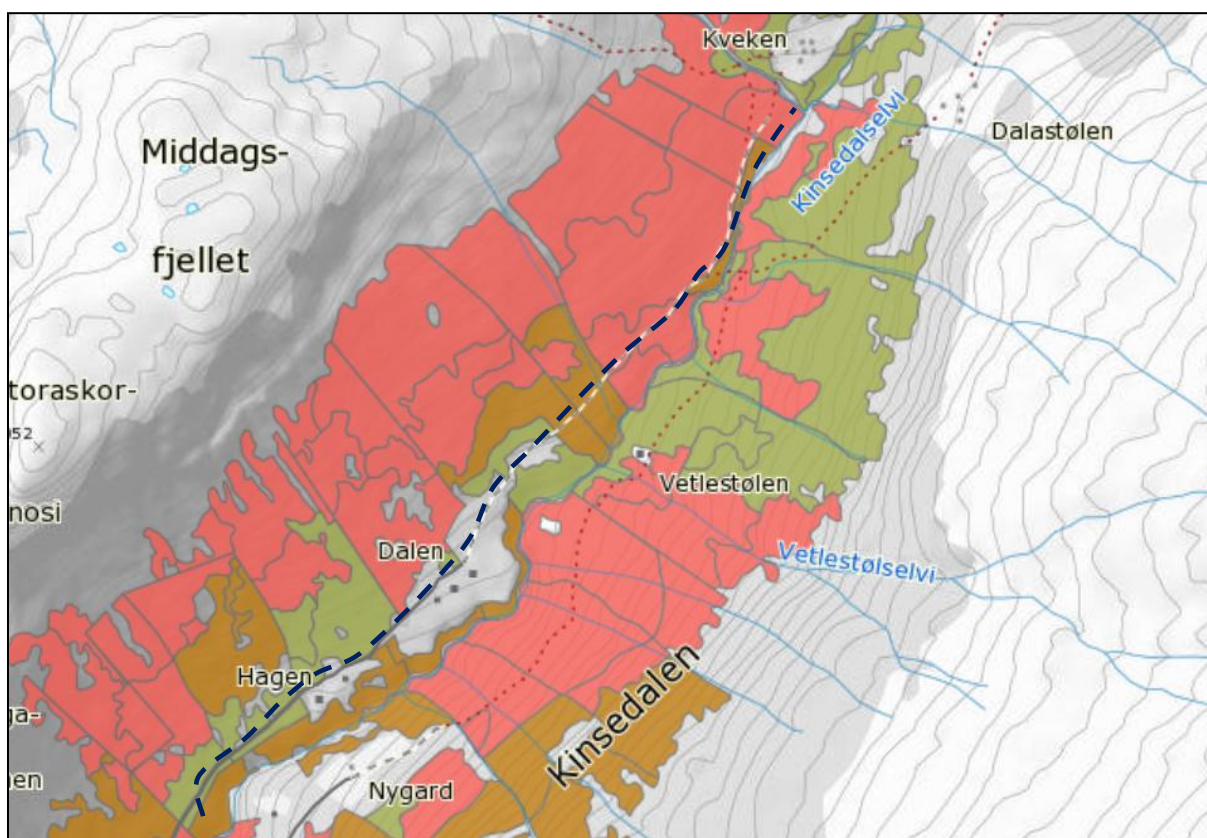 Kveken
Dalastølen
Middags-
Kinsedalselvi
fjellet
toraskor-
nosi
Vetlestølen
Dalen
Vetlestølselvi
Hagen
Kinsedalen
Nygard